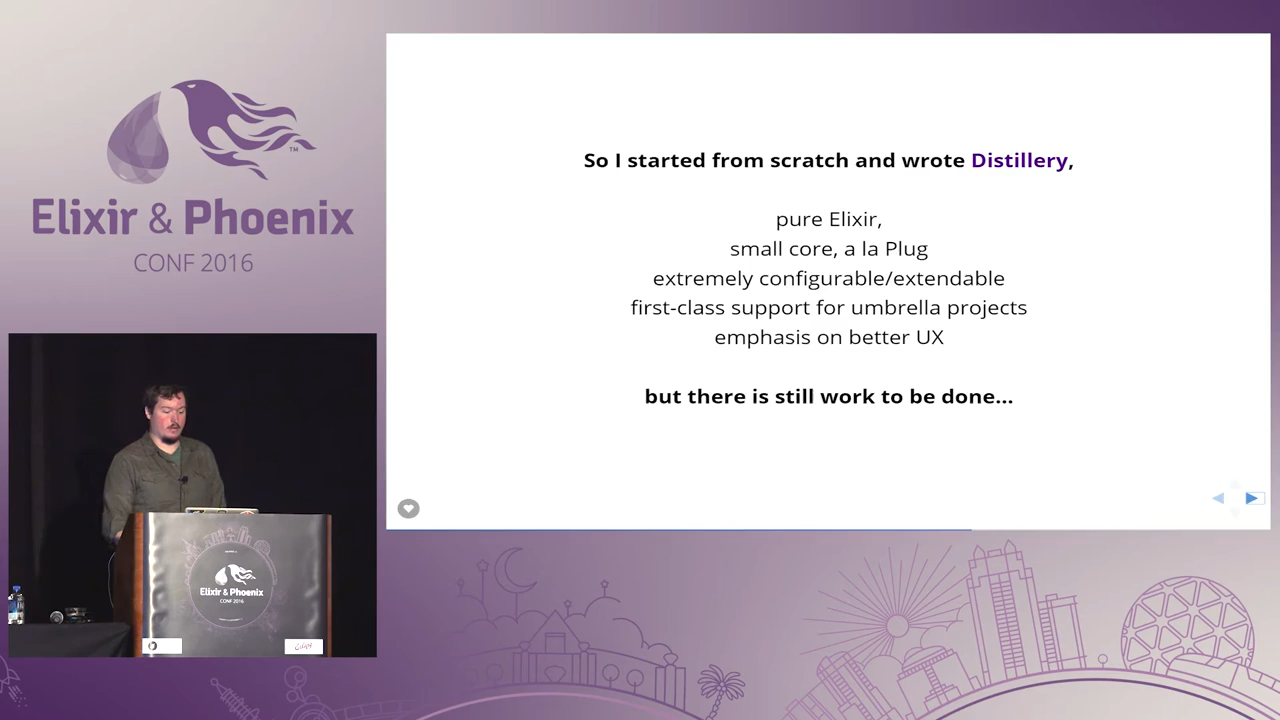 Elixir & Phoenix
TM
CONF 2016
So I started from scratch and wrote Distillery,
pure Elixir,
small core, a la Plug
extremely configurable/extendable
first-class support for umbrella projects
emphasis on better UX
but there is still work to be done...
Elixir & Phoenix
CONF 2016